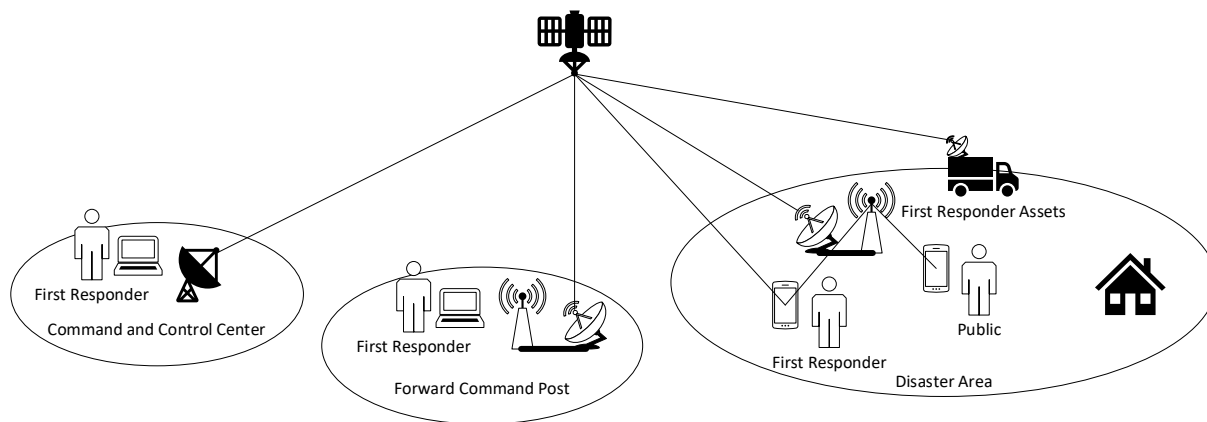 First Responder
Command and Control Center
First Responder
Forward Command Post
First Responder Assets
Public
First Responder
Disaster Area